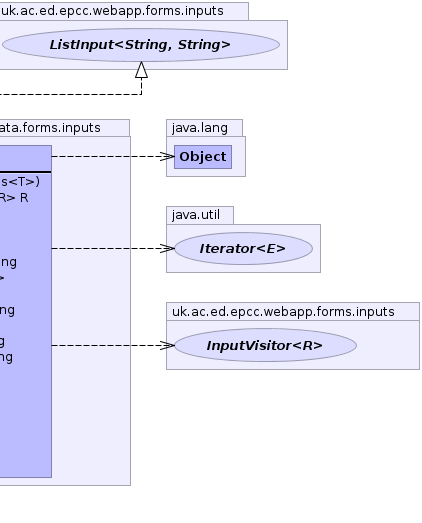 uk.ac.ed.epcc.webapp.forms.inputs
ListInput<String, String>
ata.forms.inputs
java.lang
Object
s<T>)
R> R
java.util
Iterator<E>
ng
>
uk.ac.ed.epcc.webapp.forms.inputs
ng
g
InputVisitor<R>
ng